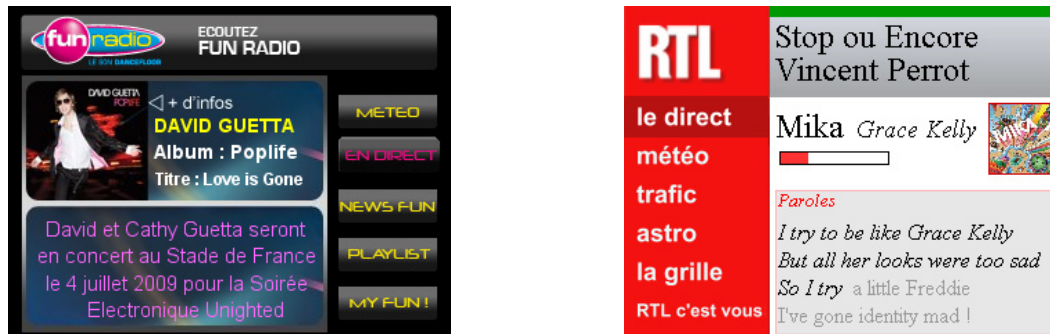 fun radio
LE SON DANCEFLOOR
ECOUTEZ
FUN RADIO
DAVID GUETTA
POPLIFE
+ d'infos
DAVID GUETTA
Album : Poplife
Titre : Love is Gone
David et Cathy Guetta seront
en concert au Stade de France
le 4 juillet 2009 pour la Soirée
Electronique Unighted
METEO
EN DIRECT
NEWS FUN
PLAYLIST
MY FUN !
RTL
le direct
météo
trafic
astro
la grille
RTL c'est vous
Stop ou Encore
Vincent Perrot
Mika Grace Kelly
MIKA
Paroles
I try to be like Grace Kelly
But all her looks were too sad
So I try a little Freddie
I've gone identity mad !